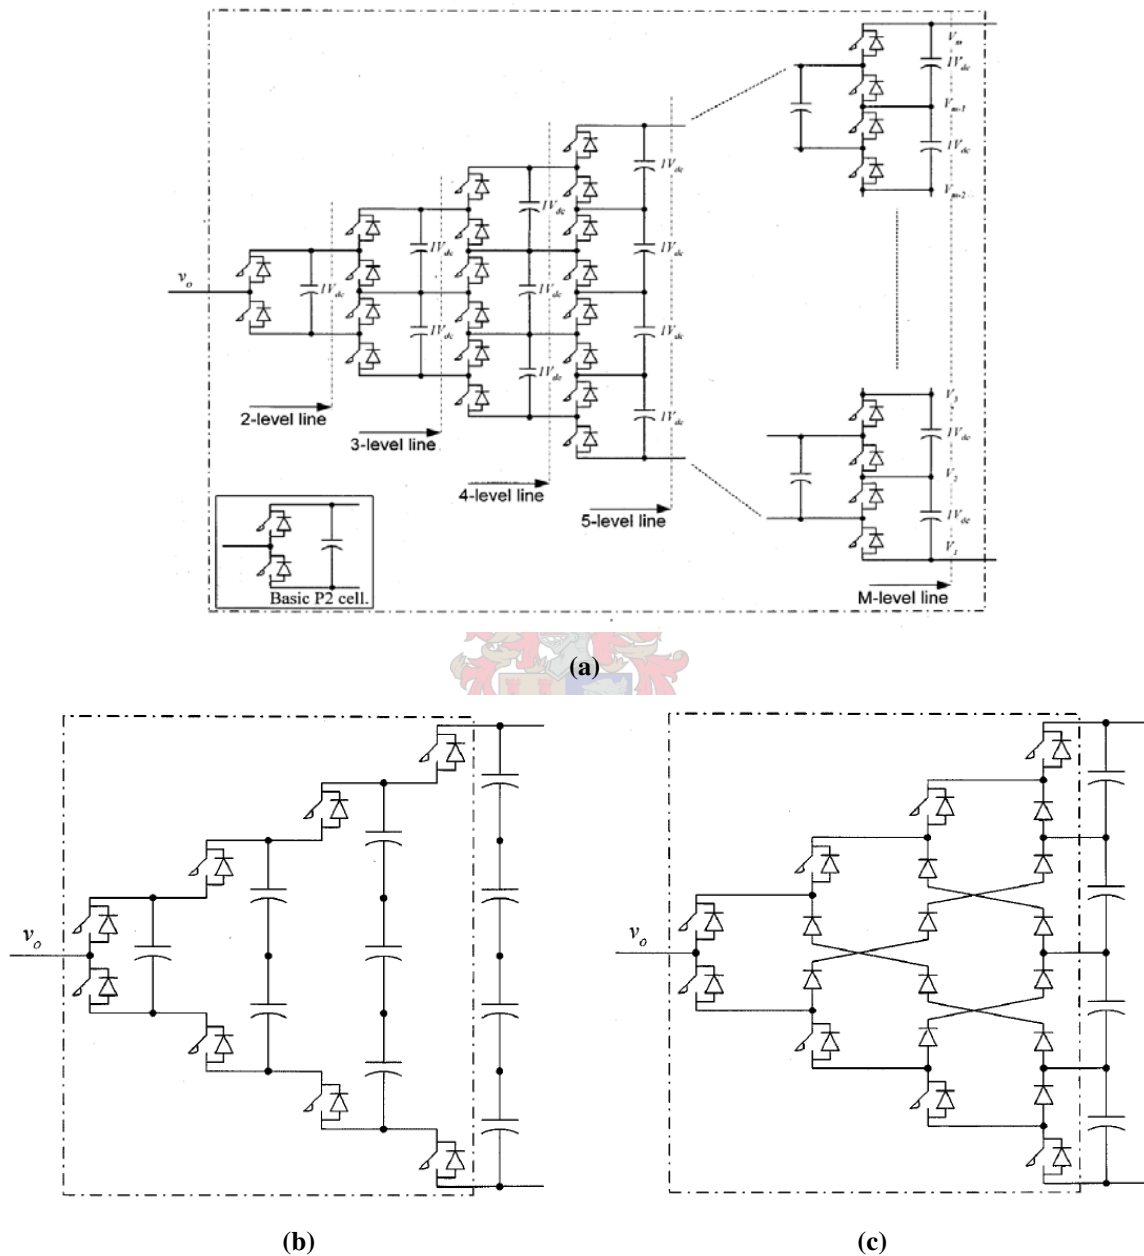 V_m
1V_dc
V_m-1
1V_dc
V_m-2
1V_dc
1V_dc
1V_dc
1V_dc
v_o
1V_dc
1V_dc
1V_dc
1V_dc
1V_dc
1V_dc
V_3
1V_dc
V_2
1V_dc
V_1
2-level line
3-level line
4-level line
5-level line
M-level line
Basic P2 cell.
(a)
v_o
v_o
(b)
(c)